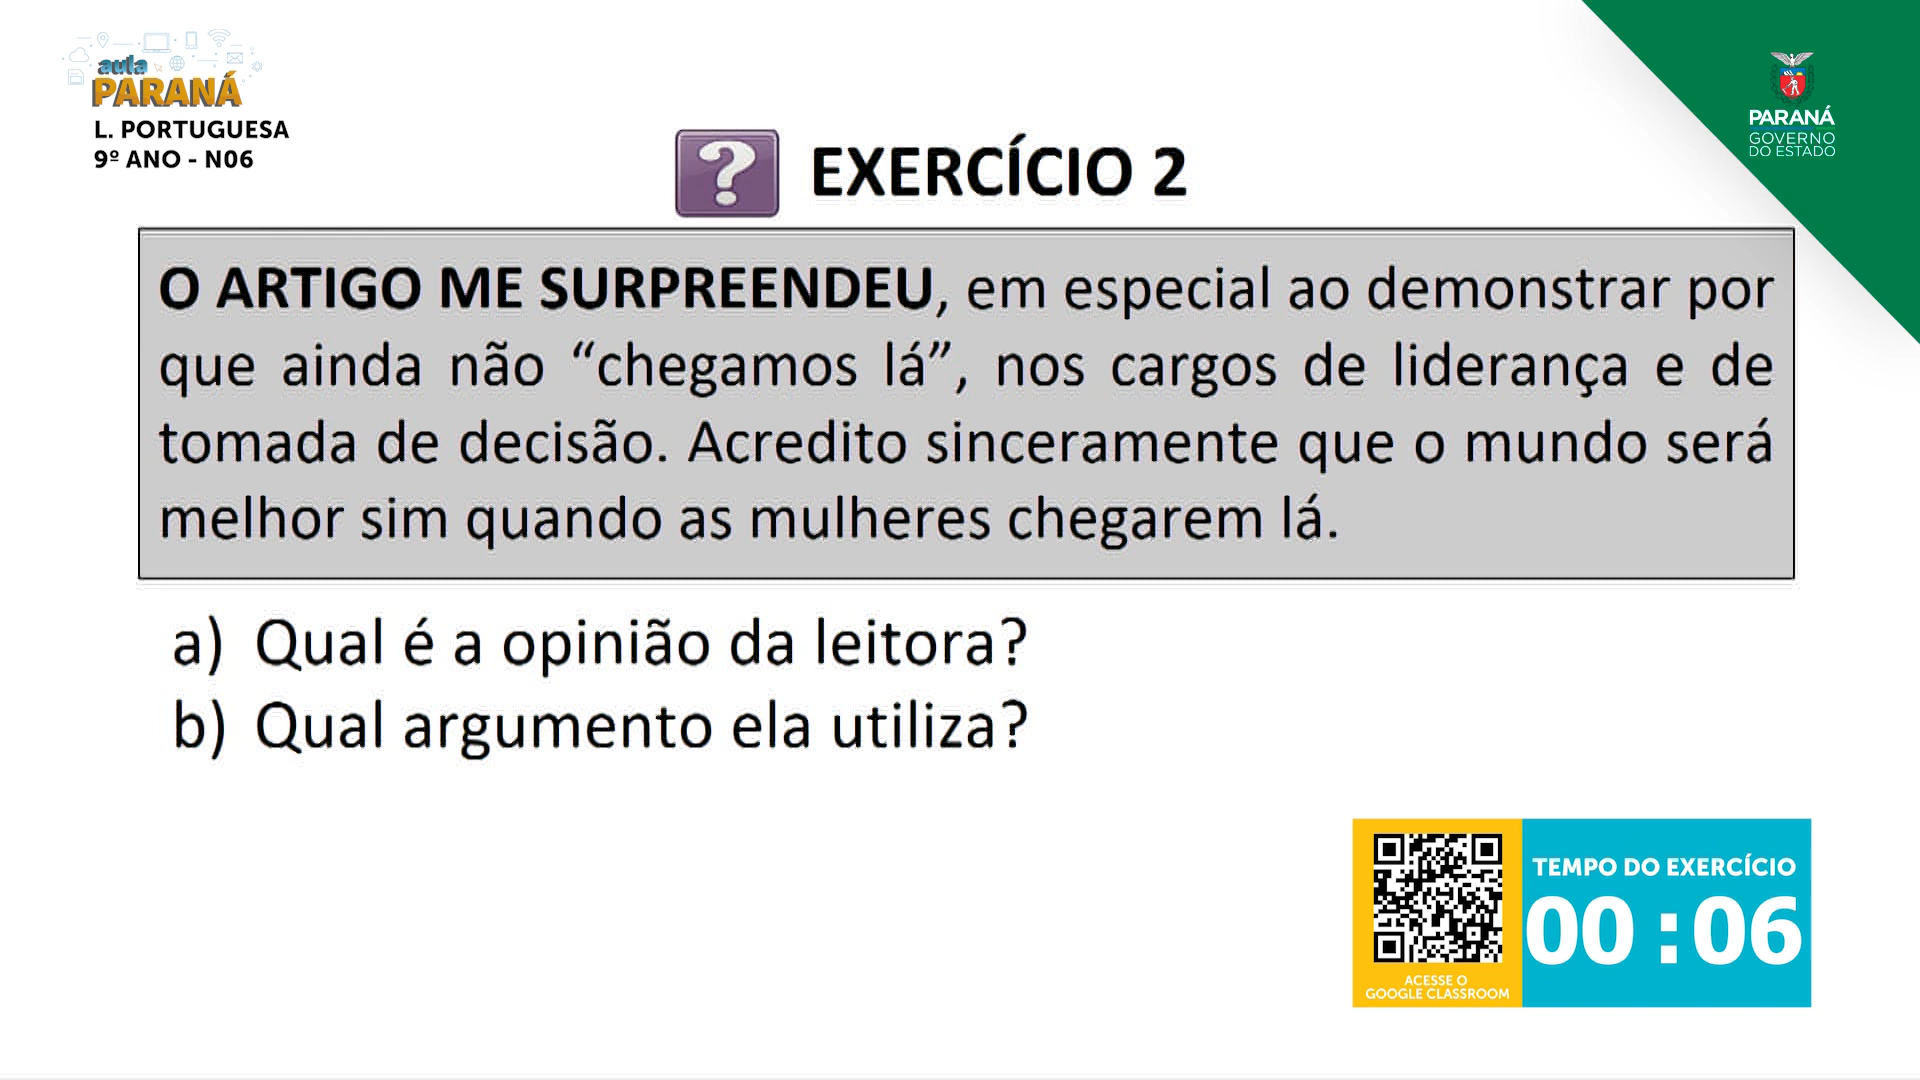 aula
PARANÁ
L. PORTUGUESA
9º ANO - N06
PARANÁ
GOVERNO
DO ESTADO
EXERCÍCIO 2
O ARTIGO ME SURPREENDEU, em especial ao demonstrar por
que ainda não “chegamos lá”, nos cargos de liderança e de
tomada de decisão. Acredito sinceramente que o mundo será
melhor sim quando as mulheres chegarem lá.
a) Qual é a opinião da leitora?
b) Qual argumento ela utiliza?
ACESSE O
GOOGLE CLASSROOM
TEMPO DO EXERCÍCIO
00:06